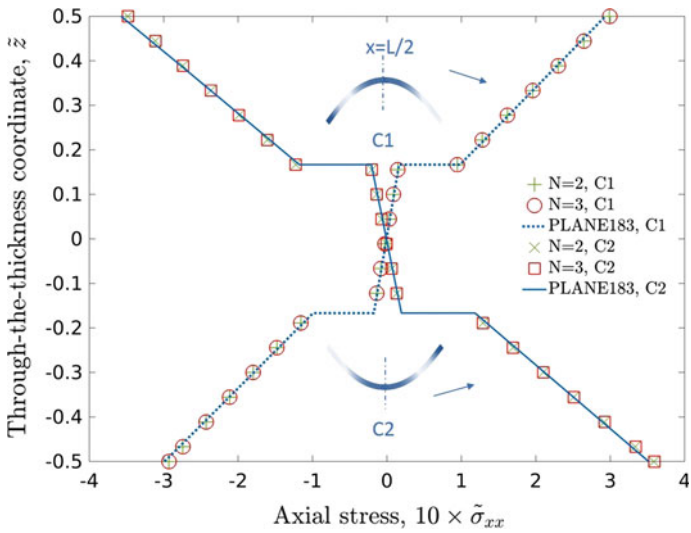 Through-the-thickness coordinate, z̃
0.5
0.4
0.3
0.2
0.1
0
-0.1
-0.2
-0.3
-0.4
-0.5
x=L/2
C1
N=2, C1
N=3, C1
PLANE183, C1
N=2, C2
N=3, C2
PLANE183, C2
C2
-4 -3 -2 -1 0 1 2 3 4
Axial stress, 10 × σ̃xx